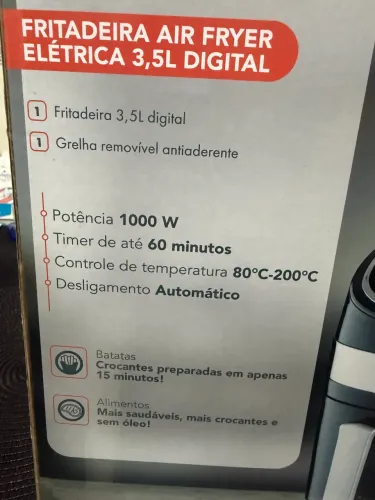 FRITADEIRA AIR FRYER
ELÉTRICA 3,5L DIGITAL
1 Fritadeira 3,5L digital
1 Grelha removível antiaderente
Potência 1000 W
Timer de até 60 minutos
Controle de temperatura 80°C-200°C
Desligamento Automático
Batatas
Crocantes preparadas em apenas
15 minutos!
Alimentos
Mais saudáveis, mais crocantes e
sem óleo!